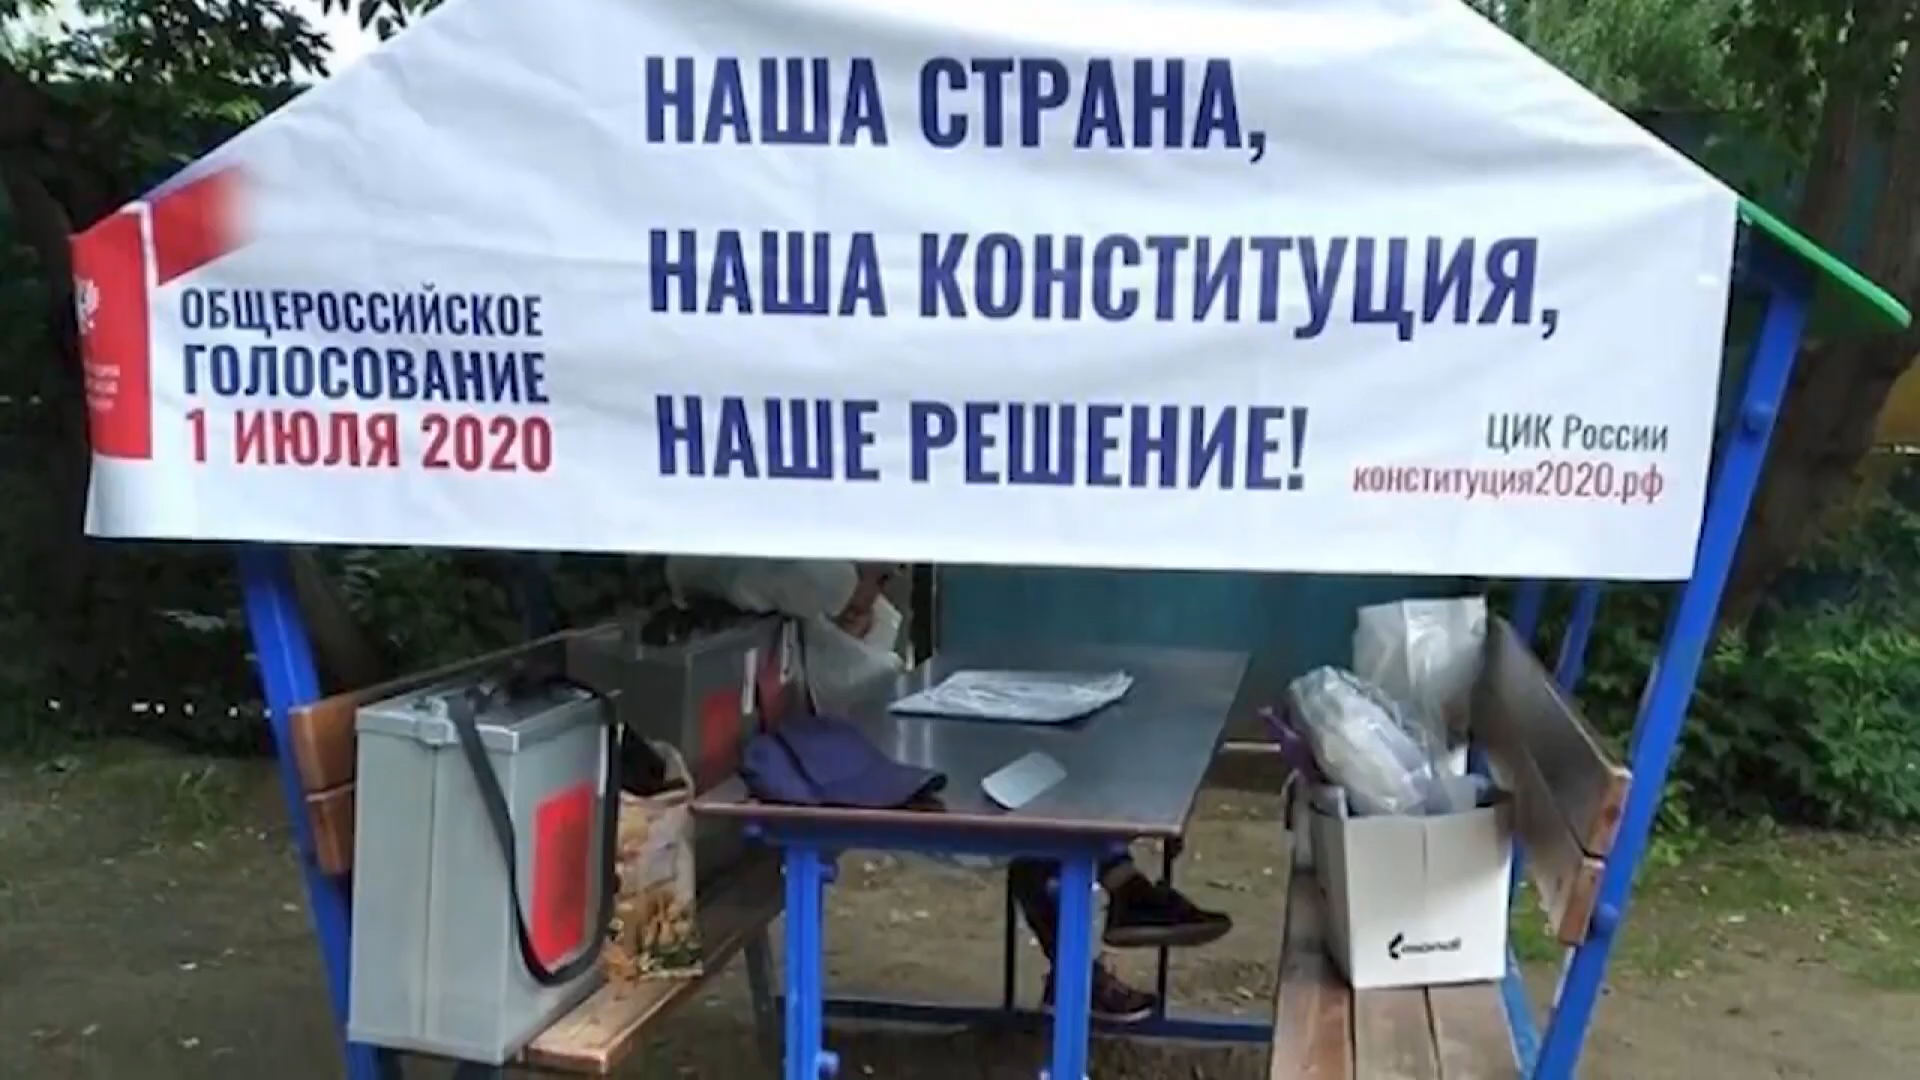 НАША СТРАНА,
НАША КОНСТИТУЦИЯ,
НАШЕ РЕШЕНИЕ!
ОБЩЕРОССИЙСКОЕ
ГОЛОСОВАНИЕ
1 ИЮЛЯ 2020
ЦИК России
конституция2020.рф